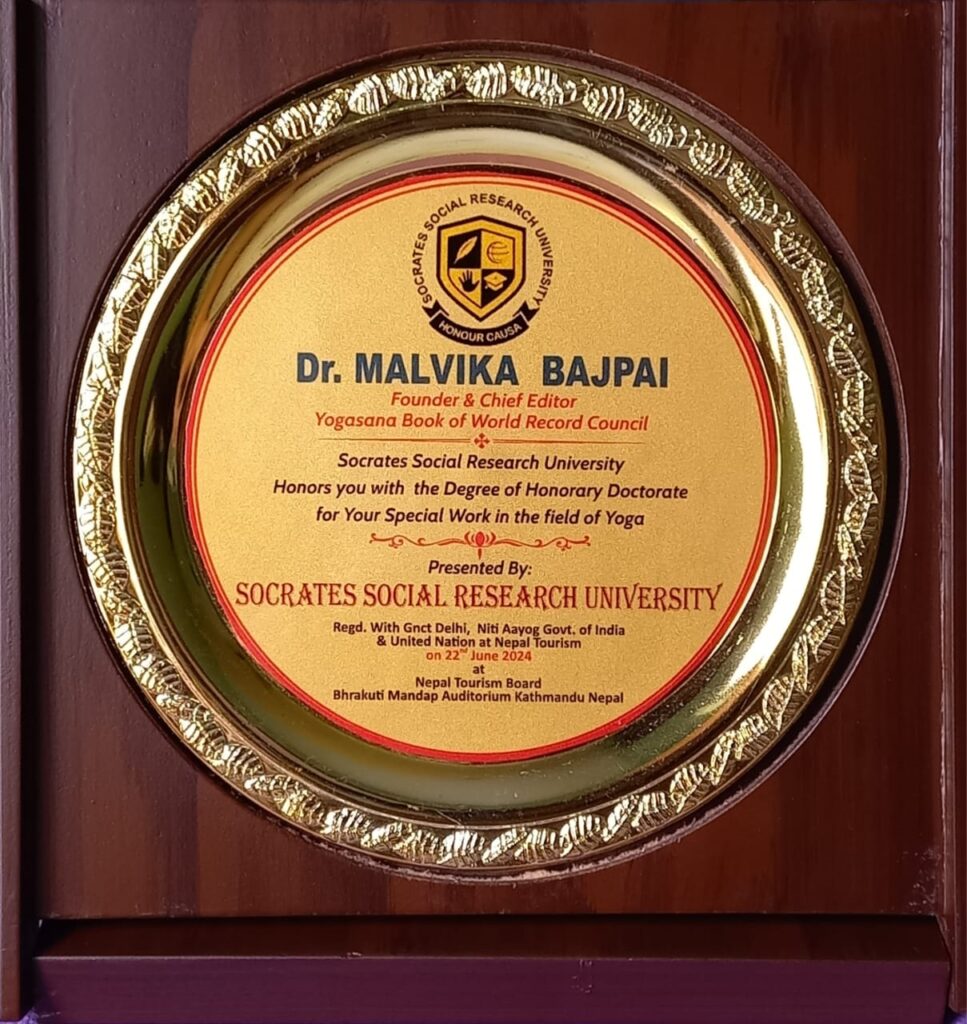 SOCRATES SOCIAL RESEARCH UNIVERSITY
HONOUR CAUSA
Dr. MALVIKA BAJPAI
Founder & Chief Editor
Yogasana Book of World Record Council
Socrates Social Research University
Honors you with the Degree of Honorary Doctorate
for Your Special Work in the field of Yoga
Presented By:
SOCRATES SOCIAL RESEARCH UNIVERSITY
Regd. With Gnct Delhi, Niti Aayog Govt. of India
& United Nation at Nepal Tourism
on 22nd June 2024
at
Nepal Tourism Board
Bhrakuti Mandap Auditorium Kathmandu Nepal